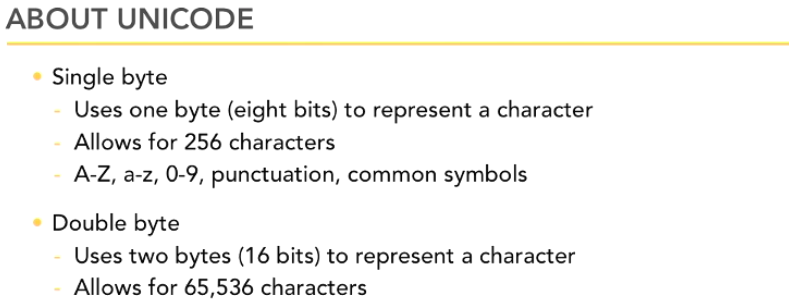 ABOUT UNICODE
• Single byte
- Uses one byte (eight bits) to represent a character
- Allows for 256 characters
- A-Z, a-z, 0-9, punctuation, common symbols
• Double byte
- Uses two bytes (16 bits) to represent a character
- Allows for 65,536 characters